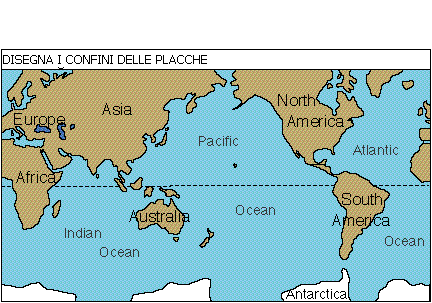 DISEGNA I CONFINI DELLE PLACCHE
Europe
Asia
North
America
Pacific
Atlantic
Africa
Australia
Ocean
South
America
Indian
Ocean
Ocean
Antarctica